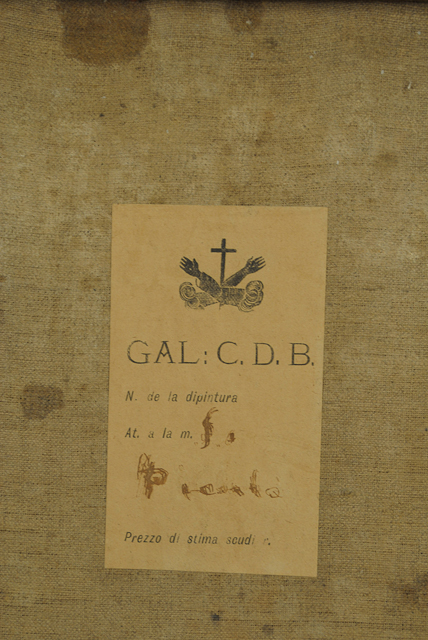 GAL: C. D. B.
N. de la dipintura
At. a la m.
Prezzo di stima scudi